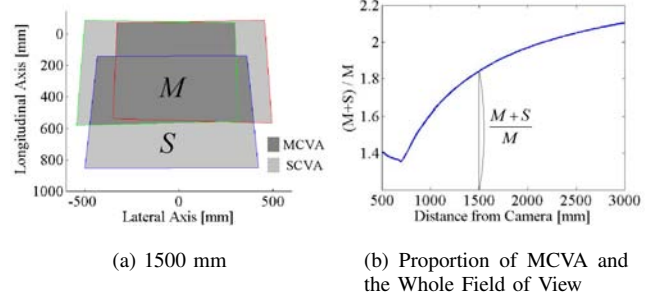 Longitudinal Axis [mm]
0
200
400
600
800
1000
M
S
MCVA
SCVA
-500
0
500
Lateral Axis [mm]
(a) 1500 mm
(M+S) / M
2.2
2
1.8
1.6
1.4
M + S
M
500
1000
1500
2000
2500
3000
Distance from Camera [mm]
(b) Proportion of MCVA and
the Whole Field of View